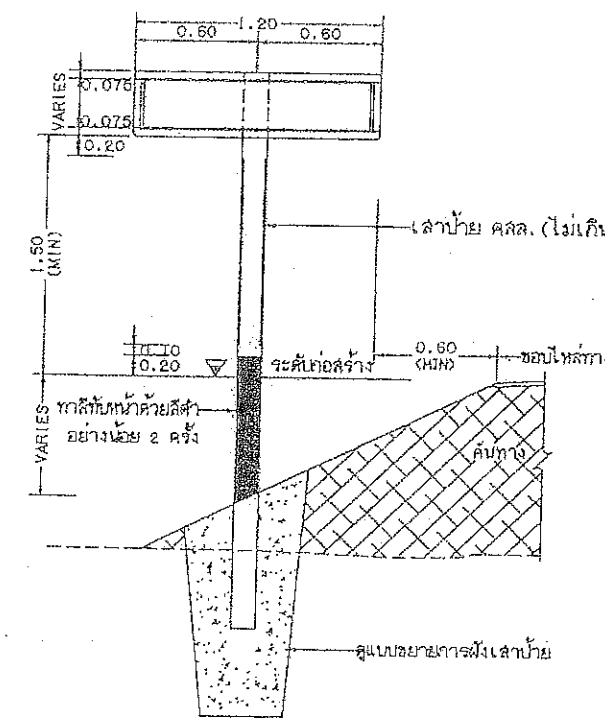 1.20
0.60
0.60
VARIES
0.075
0.075
0.20
1.50
(MIN)
เสาป้าย คสล. (ไม่เกิน
0.10
0.20
ระดับก่อสร้าง
0.60
(MIN)
ขอบไหล่ทาง
VARIES
ทาสีทับหน้าด้วยสีดำ
อย่างน้อย 2 ครั้ง
คันทาง
ดูแบบขยายการฝังเสาป้าย